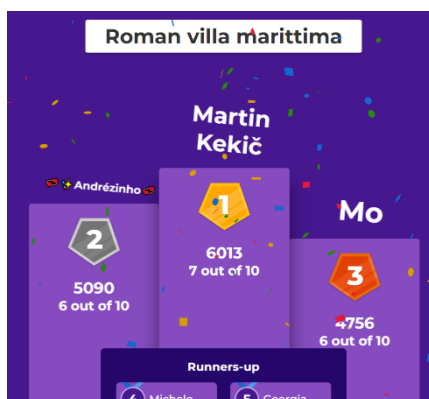 Roman villa marittima
Martin
Kekič
Andrézinho
Mo
1
2
3
6013
7 out of 10
5090
6 out of 10
4756
6 out of 10
Runners-up
4 Michele
5 Georgia